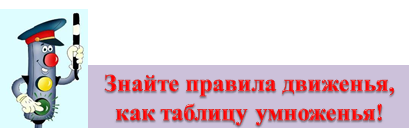 Знайте правила движенья,
как таблицу умноженья!